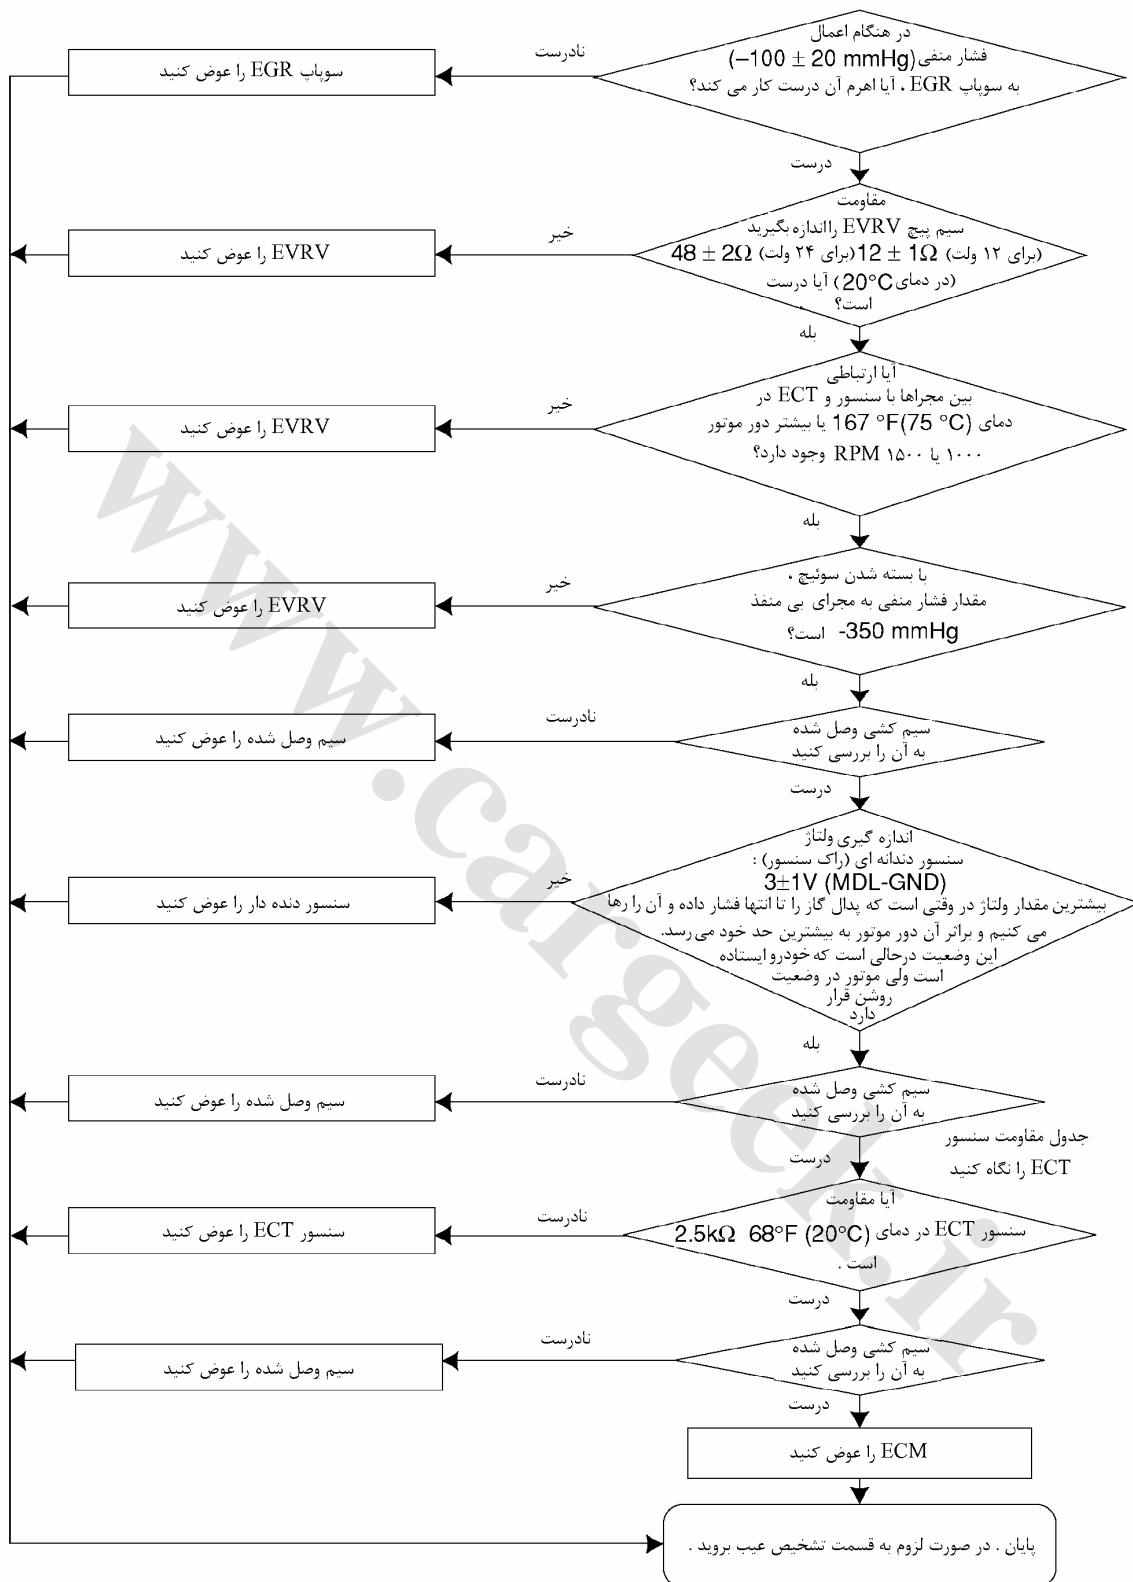 در هنگام اعمال
فشار منفی (–100 ± 20 mmHg)
به سوپاپ EGR ، آیا اهرم آن درست کار می کند؟
نادرست
سوپاپ EGR را عوض کنید
درست
مقاومت
سیم پیچ EVRV را اندازه بگیرید
(برای ۱۲ ولت) 12 ± 1Ω (برای ۲۴ ولت) 48 ± 2Ω
(در دمای 20°C) آیا درست
است؟
خیر
EVRV را عوض کنید
بله
آیا ارتباطی
بین مجراها با سنسور و ECT در
دمای 167 °F(75 °C) یا بیشتر دور موتور
۱۰۰۰ یا ۱۵۰۰ RPM وجود دارد؟
خیر
EVRV را عوض کنید
بله
با بسته شدن سوئیچ ،
مقدار فشار منفی به مجرای بی منفذ
-350 mmHg است؟
خیر
EVRV را عوض کنید
بله
سیم کشی وصل شده
به آن را بررسی کنید
نادرست
سیم وصل شده را عوض کنید
درست
اندازه گیری ولتاژ
سنسور دندانه ای (راک سنسور) :
3±1V (MDL-GND)
بیشترین مقدار ولتاژ در وقتی است که پدال گاز را تا انتها فشار داده و آن را رها
می کنیم و براثر آن دور موتور به بیشترین حد خود می رسد.
این وضعیت درحالی است که خودرو ایستاده
است ولی موتور در وضعیت
روشن قرار
دارد
خیر
سنسور دنده دار را عوض کنید
بله
سیم کشی وصل شده
به آن را بررسی کنید
نادرست
سیم وصل شده را عوض کنید
جدول مقاومت سنسور
ECT را نگاه کنید
درست
آیا مقاومت
سنسور ECT در دمای 68°F (20°C) 2.5kΩ
است .
نادرست
سنسور ECT را عوض کنید
درست
سیم کشی وصل شده
به آن را بررسی کنید
نادرست
سیم وصل شده را عوض کنید
درست
ECM را عوض کنید
پایان . در صورت لزوم به قسمت تشخیص عیب بروید .
www.cargeek.ir